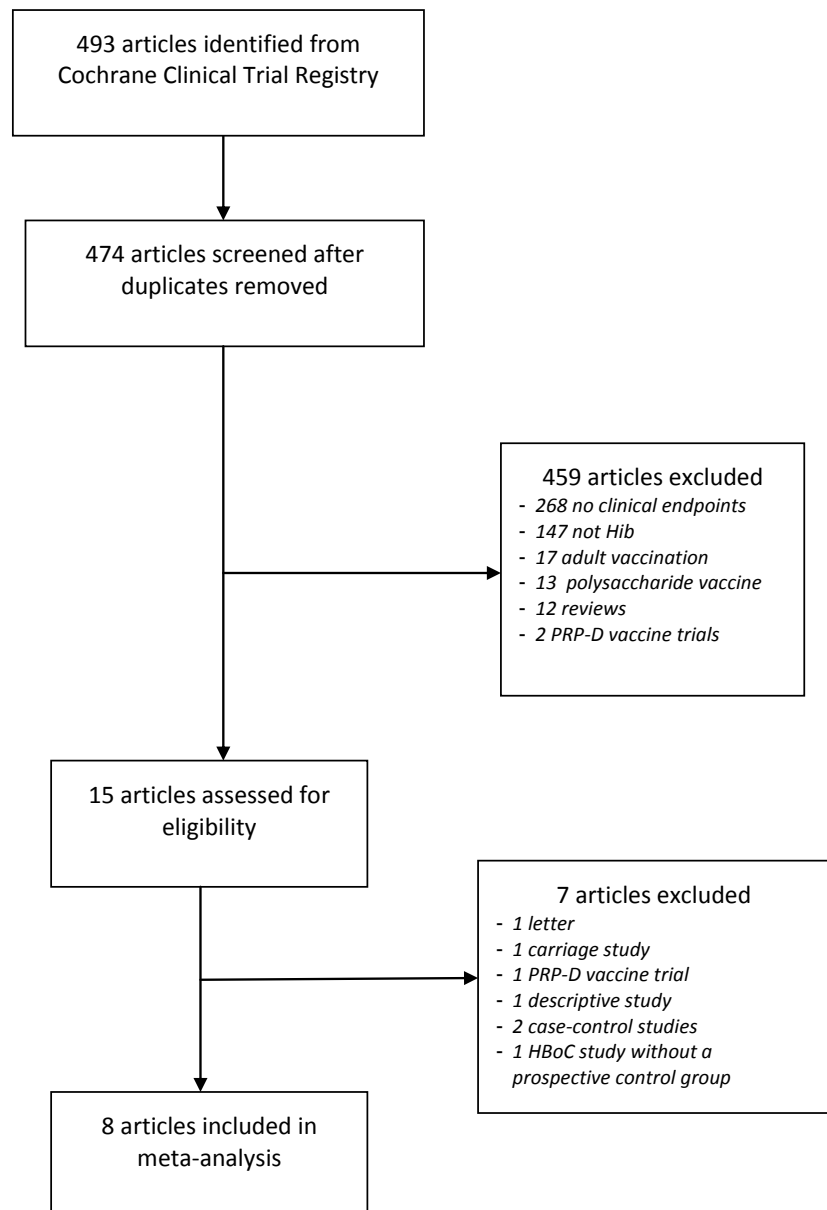 493 articles identified from
Cochrane Clinical Trial Registry
474 articles screened after
duplicates removed
459 articles excluded
- 268 no clinical endpoints
- 147 not Hib
- 17 adult vaccination
- 13 polysaccharide vaccine
- 12 reviews
- 2 PRP-D vaccine trials
15 articles assessed for
eligibility
7 articles excluded
- 1 letter
- 1 carriage study
- 1 PRP-D vaccine trial
- 1 descriptive study
- 2 case-control studies
- 1 HBoC study without a
prospective control group
8 articles included in
meta-analysis